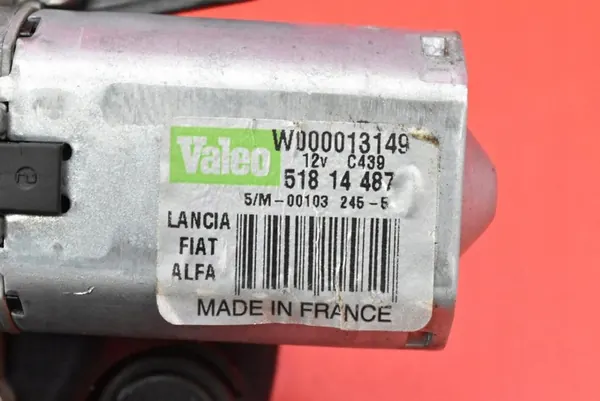 Valeo W000013149
12v C439
518 14 487
5/M-00103 245-5
LANCIA
FIAT
ALFA
MADE IN FRANCE